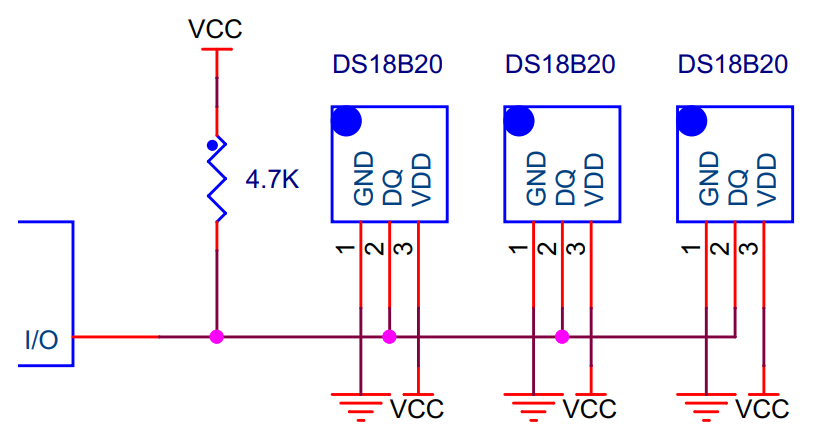 VCC
DS18B20 DS18B20 DS18B20
4.7K
GND DQ VDD GND DQ VDD GND DQ VDD
1 2 3 1 2 3 1 2 3
I/O
VCC VCC VCC